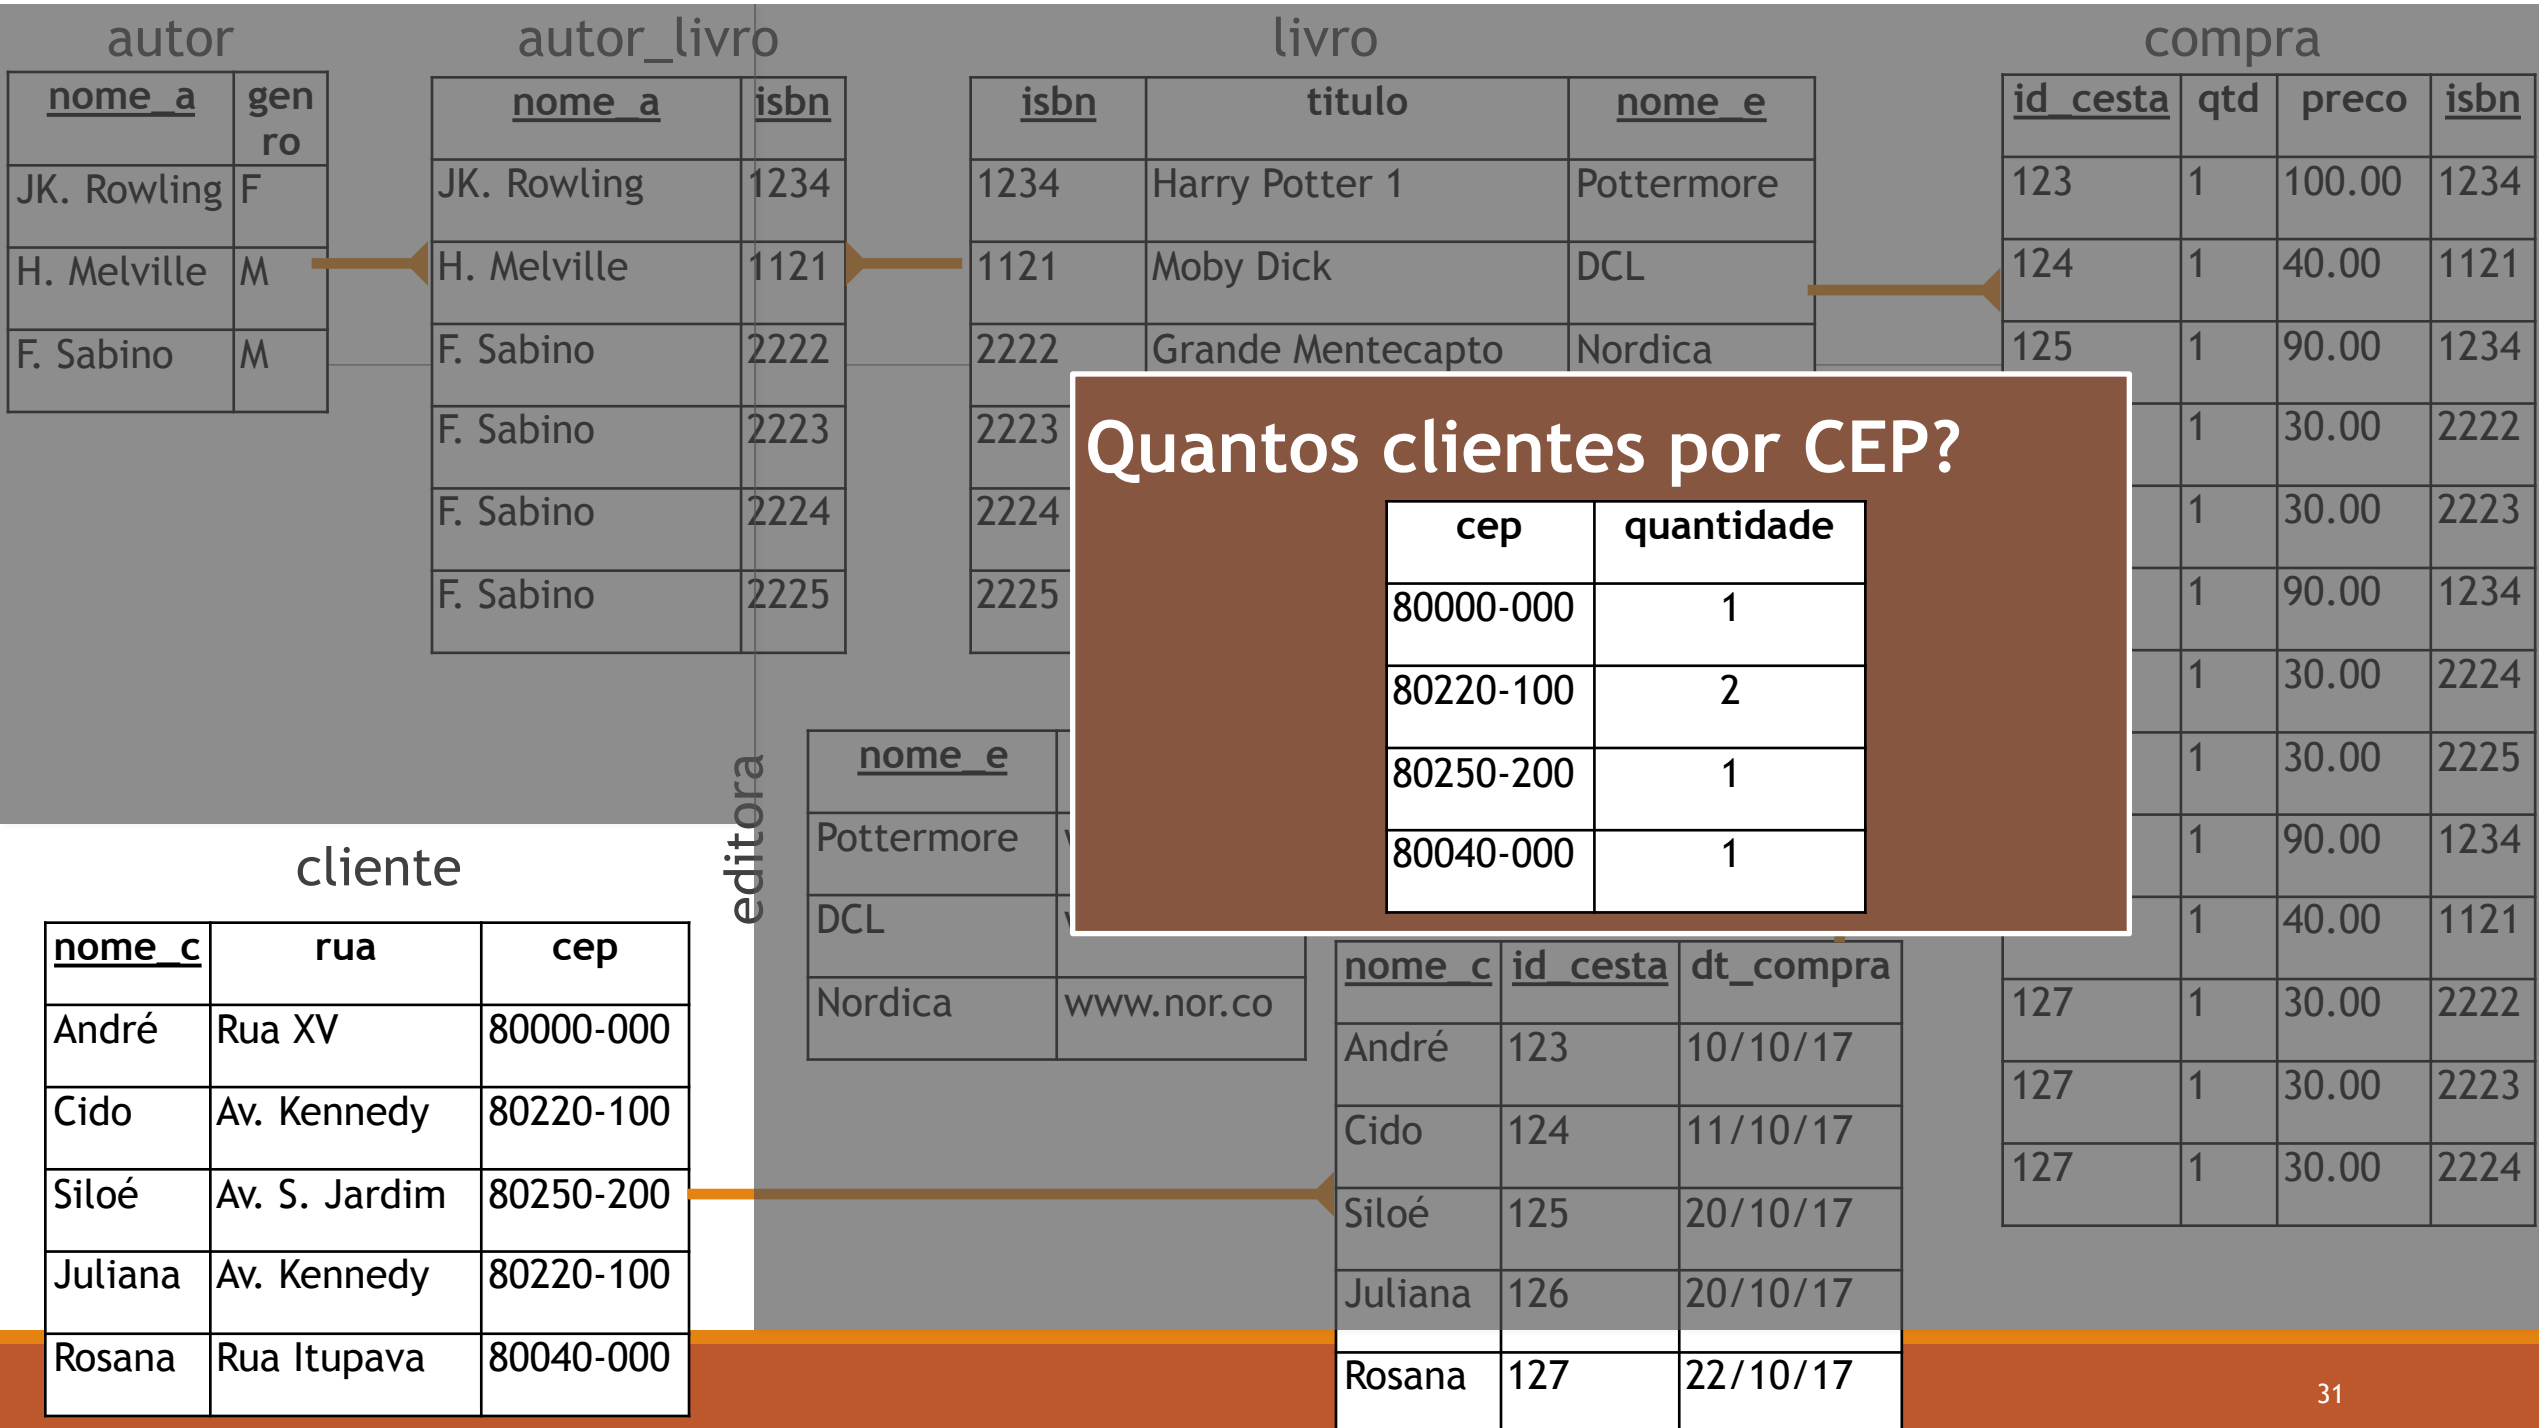 autor
nome_a gen ro
JK. Rowling F
H. Melville M
F. Sabino M
autor_livro
nome_a isbn
JK. Rowling 1234
H. Melville 1121
F. Sabino 2222
F. Sabino 2223
F. Sabino 2224
F. Sabino 2225
livro
isbn titulo nome_e
1234 Harry Potter 1 Pottermore
1121 Moby Dick DCL
2222 Grande Mentecapto Nordica
2223
2224
2225
compra
id_cesta qtd preco isbn
123 1 100.00 1234
124 1 40.00 1121
125 1 90.00 1234
1 30.00 2222
1 30.00 2223
1 90.00 1234
1 30.00 2224
1 30.00 2225
1 90.00 1234
1 40.00 1121
127 1 30.00 2222
127 1 30.00 2223
127 1 30.00 2224
Quantos clientes por CEP?
cep quantidade
80000-000 1
80220-100 2
80250-200 1
80040-000 1
editora
nome_e
Pottermore
DCL
Nordica www.nor.co
cliente
nome_c rua cep
André Rua XV 80000-000
Cido Av. Kennedy 80220-100
Siloé Av. S. Jardim 80250-200
Juliana Av. Kennedy 80220-100
Rosana Rua Itupava 80040-000
nome_c id_cesta dt_compra
André 123 10/10/17
Cido 124 11/10/17
Siloé 125 20/10/17
Juliana 126 20/10/17
Rosana 127 22/10/17
31